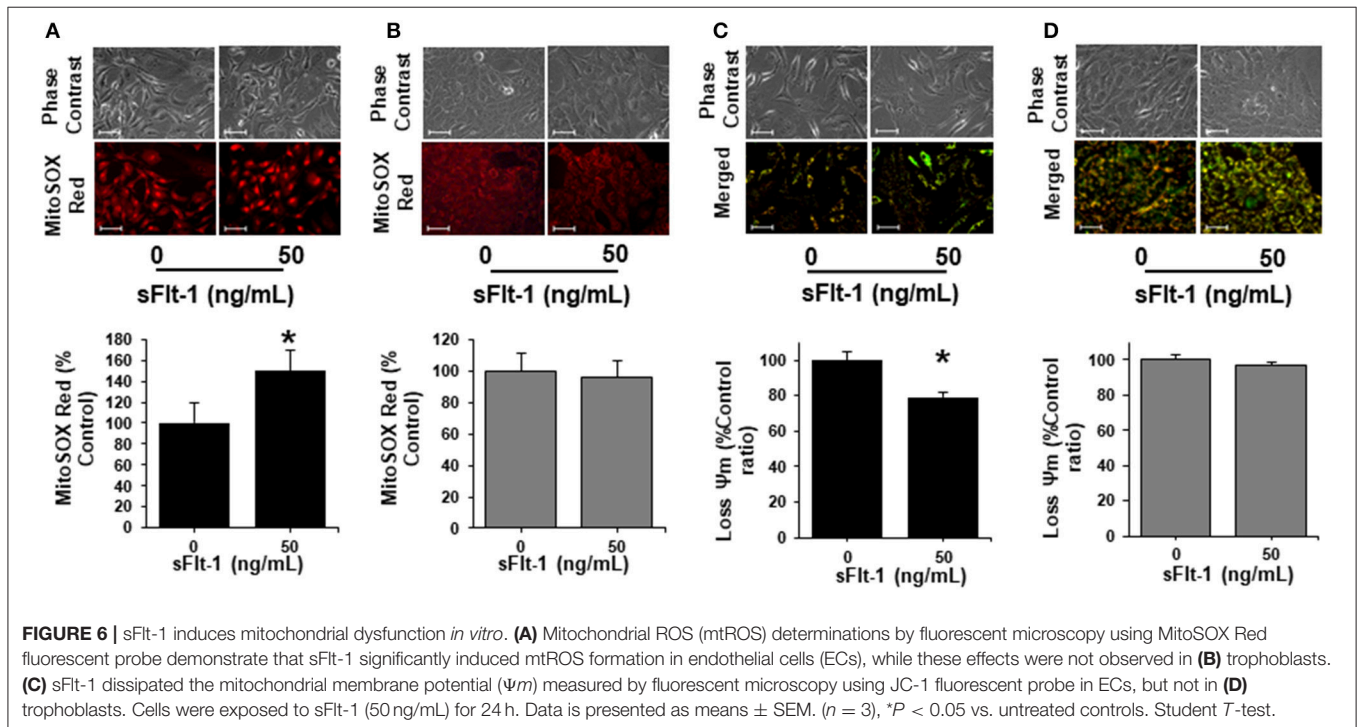 A
B
C
D
Phase Contrast
MitoSOX Red
0 50
sFlt-1 (ng/mL)
MitoSOX Red (% Control)
180
160
140
120
100
80
60
40
20
0
*
0 50
sFlt-1 (ng/mL)
Phase Contrast
MitoSOX Red
0 50
sFlt-1 (ng/mL)
MitoSOX Red (% Control)
120
100
80
60
40
20
0
0 50
sFlt-1 (ng/mL)
Phase Contrast
Merged
0 50
sFlt-1 (ng/mL)
Loss Ψm (%Control ratio)
100
80
60
40
20
0
*
0 50
sFlt-1 (ng/mL)
Phase Contrast
Merged
0 50
sFlt-1 (ng/mL)
Loss Ψm (%Control ratio)
100
80
60
40
20
0
0 50
sFlt-1 (ng/mL)
FIGURE 6 | sFlt-1 induces mitochondrial dysfunction in vitro. (A) Mitochondrial ROS (mtROS) determinations by fluorescent microscopy using MitoSOX Red
fluorescent probe demonstrate that sFlt-1 significantly induced mtROS formation in endothelial cells (ECs), while these effects were not observed in (B) trophoblasts.
(C) sFlt-1 dissipated the mitochondrial membrane potential (Ψm) measured by fluorescent microscopy using JC-1 fluorescent probe in ECs, but not in (D)
trophoblasts. Cells were exposed to sFlt-1 (50 ng/mL) for 24 h. Data is presented as means ± SEM. (n = 3), *P < 0.05 vs. untreated controls. Student T-test.